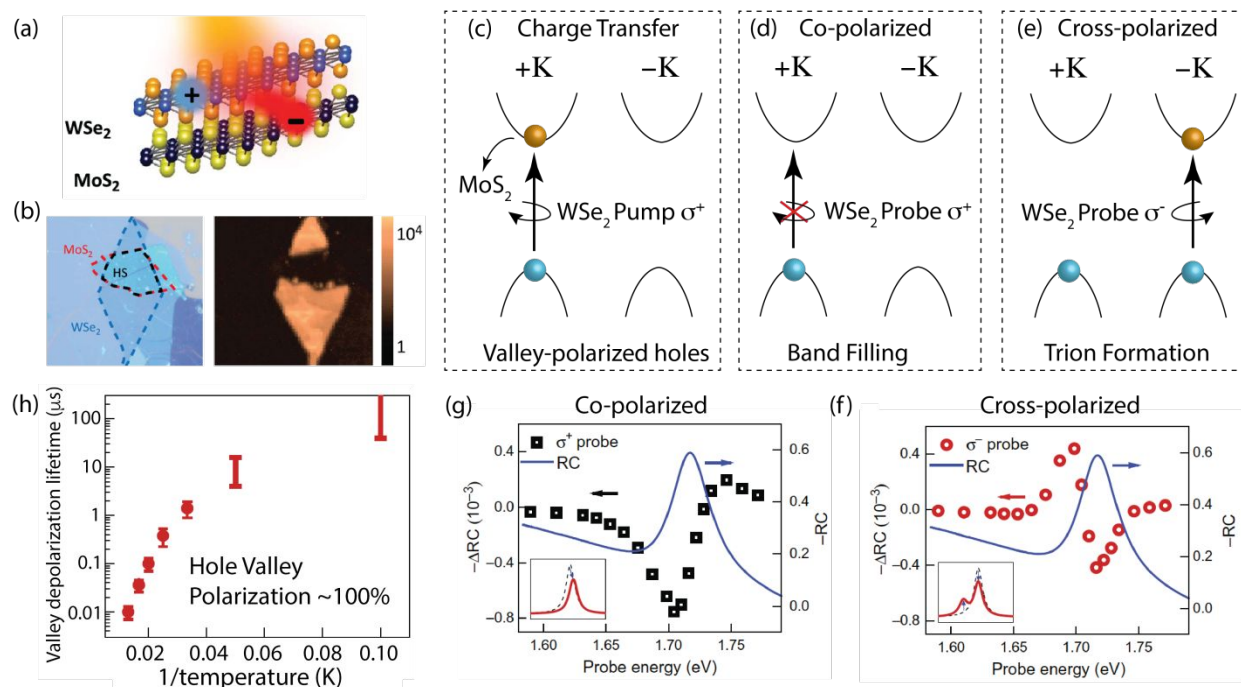 (a)
+
−
WSe₂
MoS₂
(b)
MoS₂
HS
WSe₂
10⁴
1
(c)
Charge Transfer
+K
−K
MoS₂
WSe₂ Pump σ⁺
Valley-polarized holes
(d)
Co-polarized
+K
−K
WSe₂ Probe σ⁺
Band Filling
(e)
Cross-polarized
+K
−K
WSe₂ Probe σ⁻
Trion Formation
(h)
Valley depolarization lifetime (μs)
100
10
1
0.1
0.01
Hole Valley
Polarization ~100%
0.02
0.04
0.06
0.08
0.10
1/temperature (K)
(g)
Co-polarized
σ⁺ probe
RC
−ΔRC (10⁻³)
0.4
0.0
−0.4
−0.8
−RC
0.6
0.4
0.2
0.0
1.60
1.65
1.70
1.75
Probe energy (eV)
(f)
Cross-polarized
σ⁻ probe
RC
−ΔRC (10⁻³)
0.4
0.0
−0.4
−0.8
−RC
0.6
0.4
0.2
0.0
1.60
1.65
1.70
1.75
Probe energy (eV)